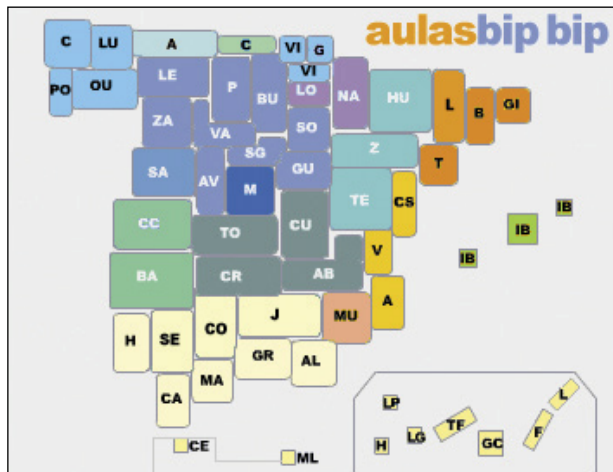 aulasbip bip
C LU A C VI G
PO OU LE P BU VI LO NA HU L B GI
ZA VA SO
SG Z T
SA AV M GU TE CS
IB IB IB
CC TO CU V
BA CR AB A
H SE CO J MU
CA MA GR AL
LP H LG TF GC F L
CE ML